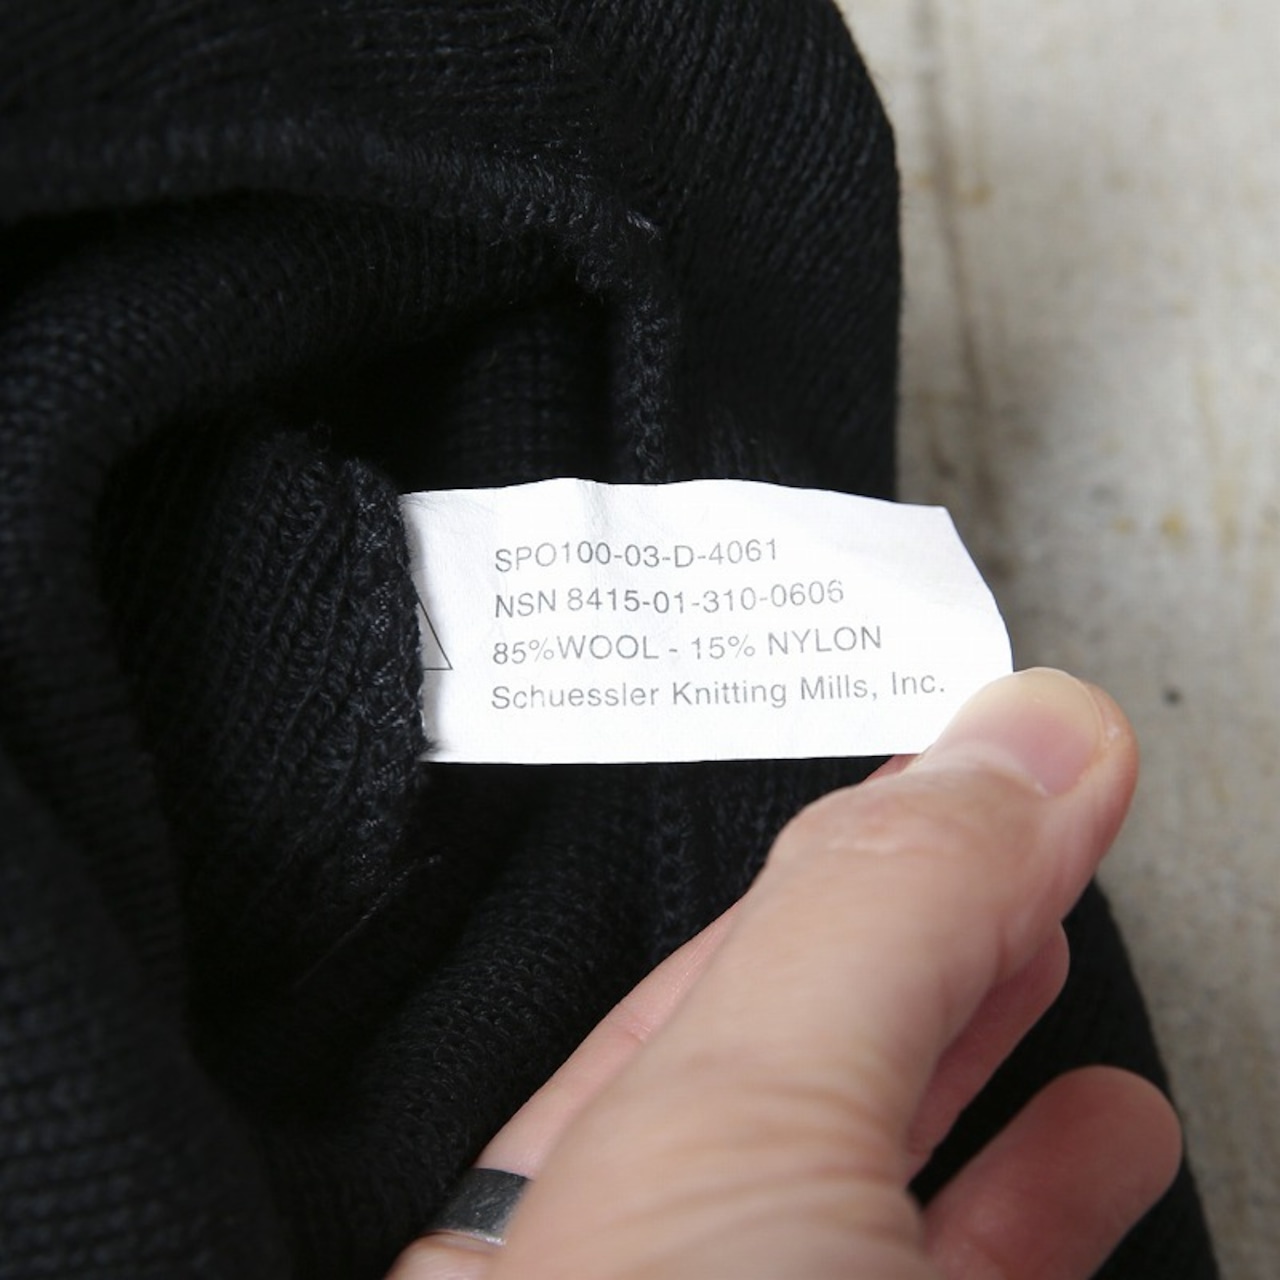 SPO100-03-D-4061
NSN 8415-01-310-0606
85%WOOL - 15% NYLON
Schuessler Knitting Mills, Inc.